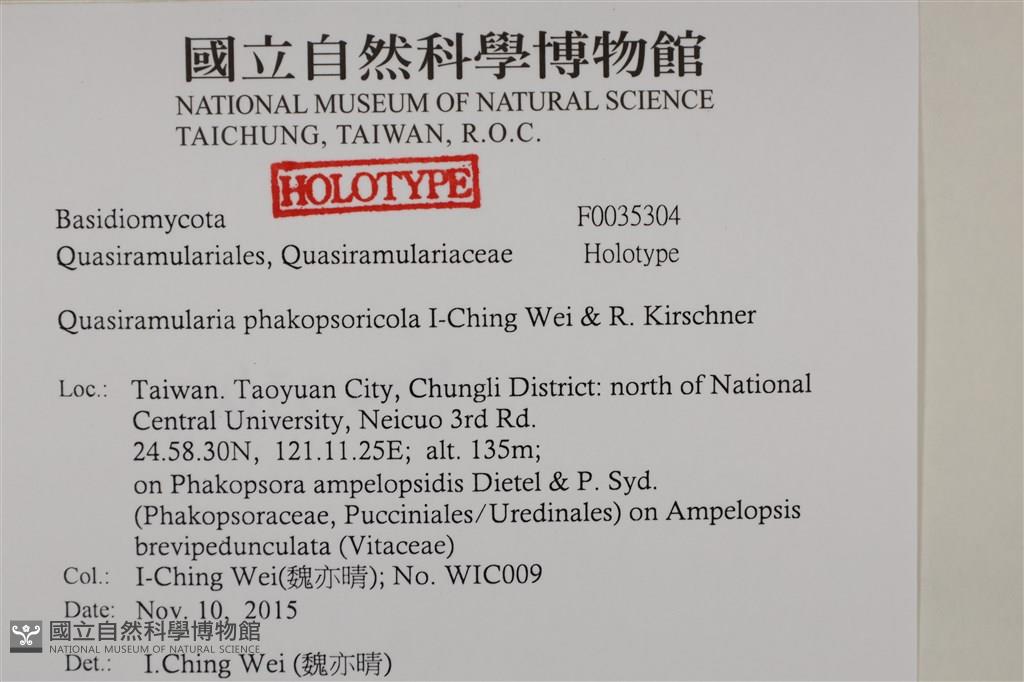 國立自然科學博物館
NATIONAL MUSEUM OF NATURAL SCIENCE
TAICHUNG, TAIWAN, R.O.C.
HOLOTYPE
Basidiomycota F0035304
Quasiramulariales, Quasiramulariaceae Holotype
Quasiramularia phakopsoricola I-Ching Wei & R. Kirschner
Loc.: Taiwan. Taoyuan City, Chungli District: north of National
Central University, Neicuo 3rd Rd.
24.58.30N, 121.11.25E; alt. 135m;
on Phakopsora ampelopsidis Dietel & P. Syd.
(Phakopsoraceae, Pucciniales/Uredinales) on Ampelopsis
brevipedunculata (Vitaceae)
Col.: I-Ching Wei(魏亦晴); No. WIC009
Date: Nov. 10, 2015
國立自然科學博物館
NATIONAL MUSEUM OF NATURAL SCIENCE
Det.: I.Ching Wei (魏亦晴)